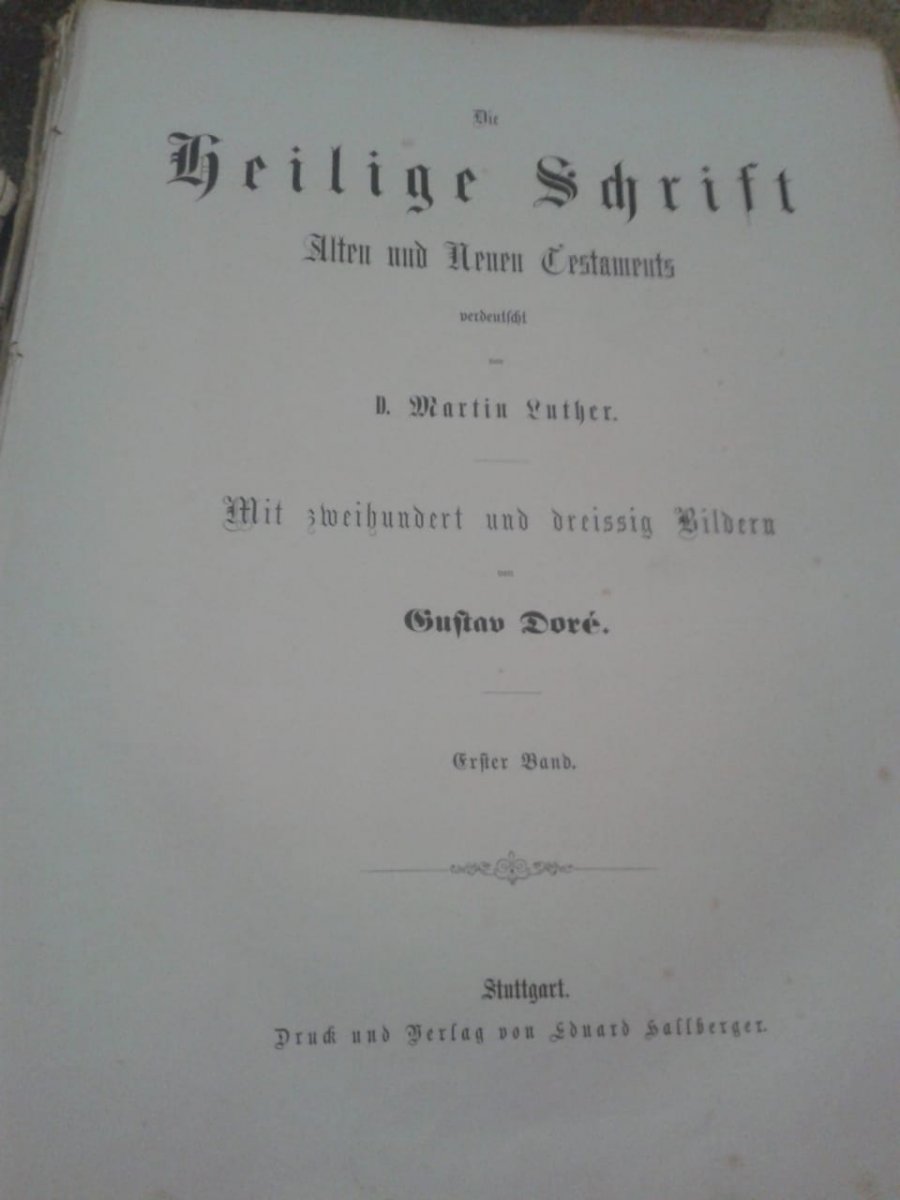 Die
Heilige Schrift
Alten und Neuen Testaments
verdeutscht
von
D. Martin Luther.
Mit zweihundert und dreissig Bildern
von
Gustav Doré.
Erster Band.
Stuttgart.
Druck und Verlag von Eduard Hallberger.